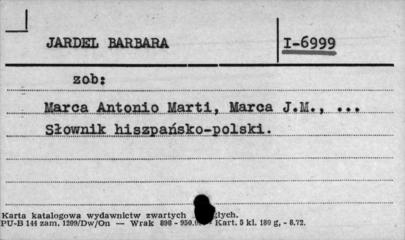 JARDEL BARBARA
I-6999
zob:
Marca Antonio Marti, Marca J.M., ...
Słownik hiszpańsko-polski.
Karta katalogowa wydawnictw zwartych
PU-B 144 zam. 1209/Dw/On — Wrak Kart. 5 kl. 180 g, - 8.72.